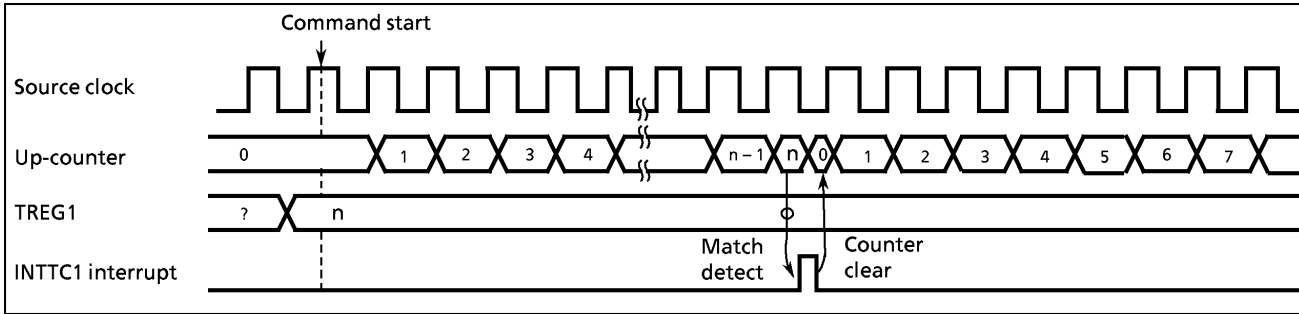 Command start
Source clock
Up-counter 0 1 2 3 4 n – 1 n 0 1 2 3 4 5 6 7
TREG1 ? n
Match detect
Counter clear
INTTC1 interrupt